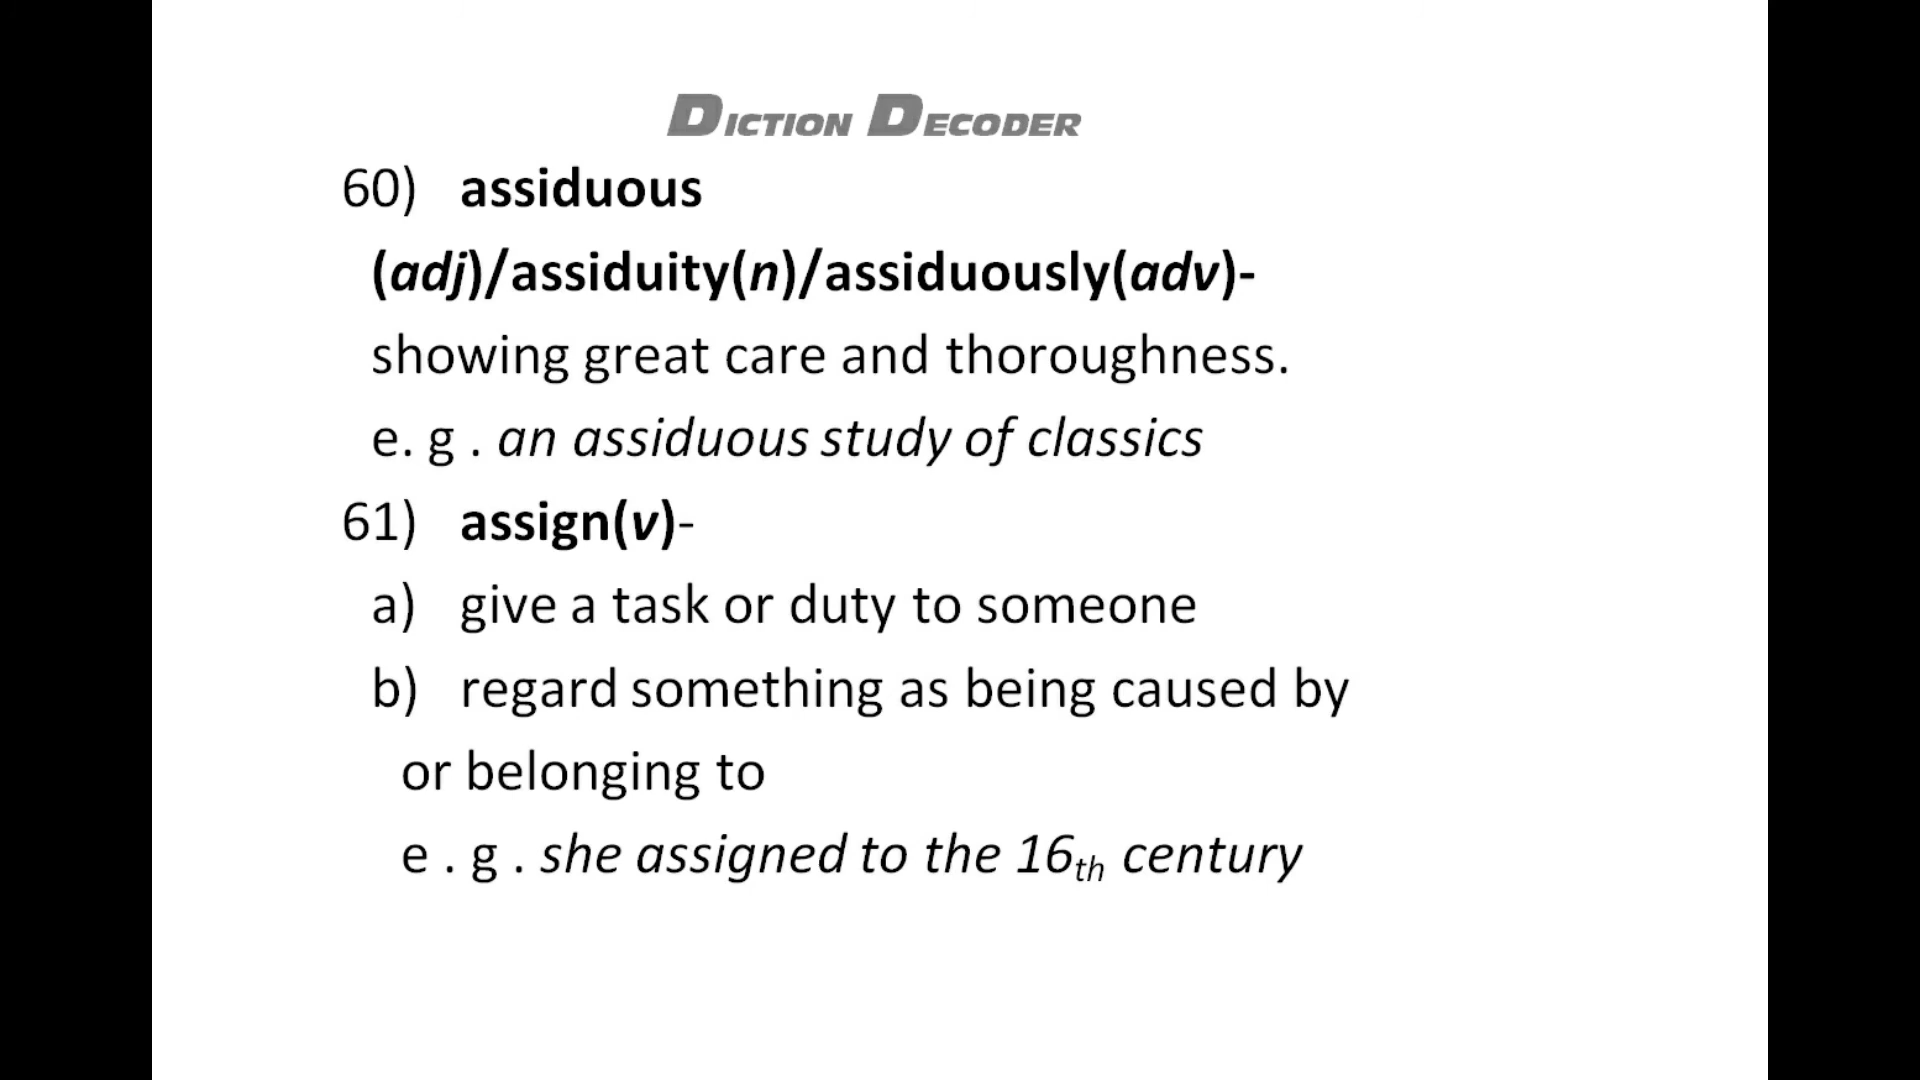 DICTION DECODER
60) assiduous
(adj)/assiduity(n)/assiduously(adv)-
showing great care and thoroughness.
e. g . an assiduous study of classics
61) assign(v)-
a) give a task or duty to someone
b) regard something as being caused by
or belonging to
e . g . she assigned to the 16th century